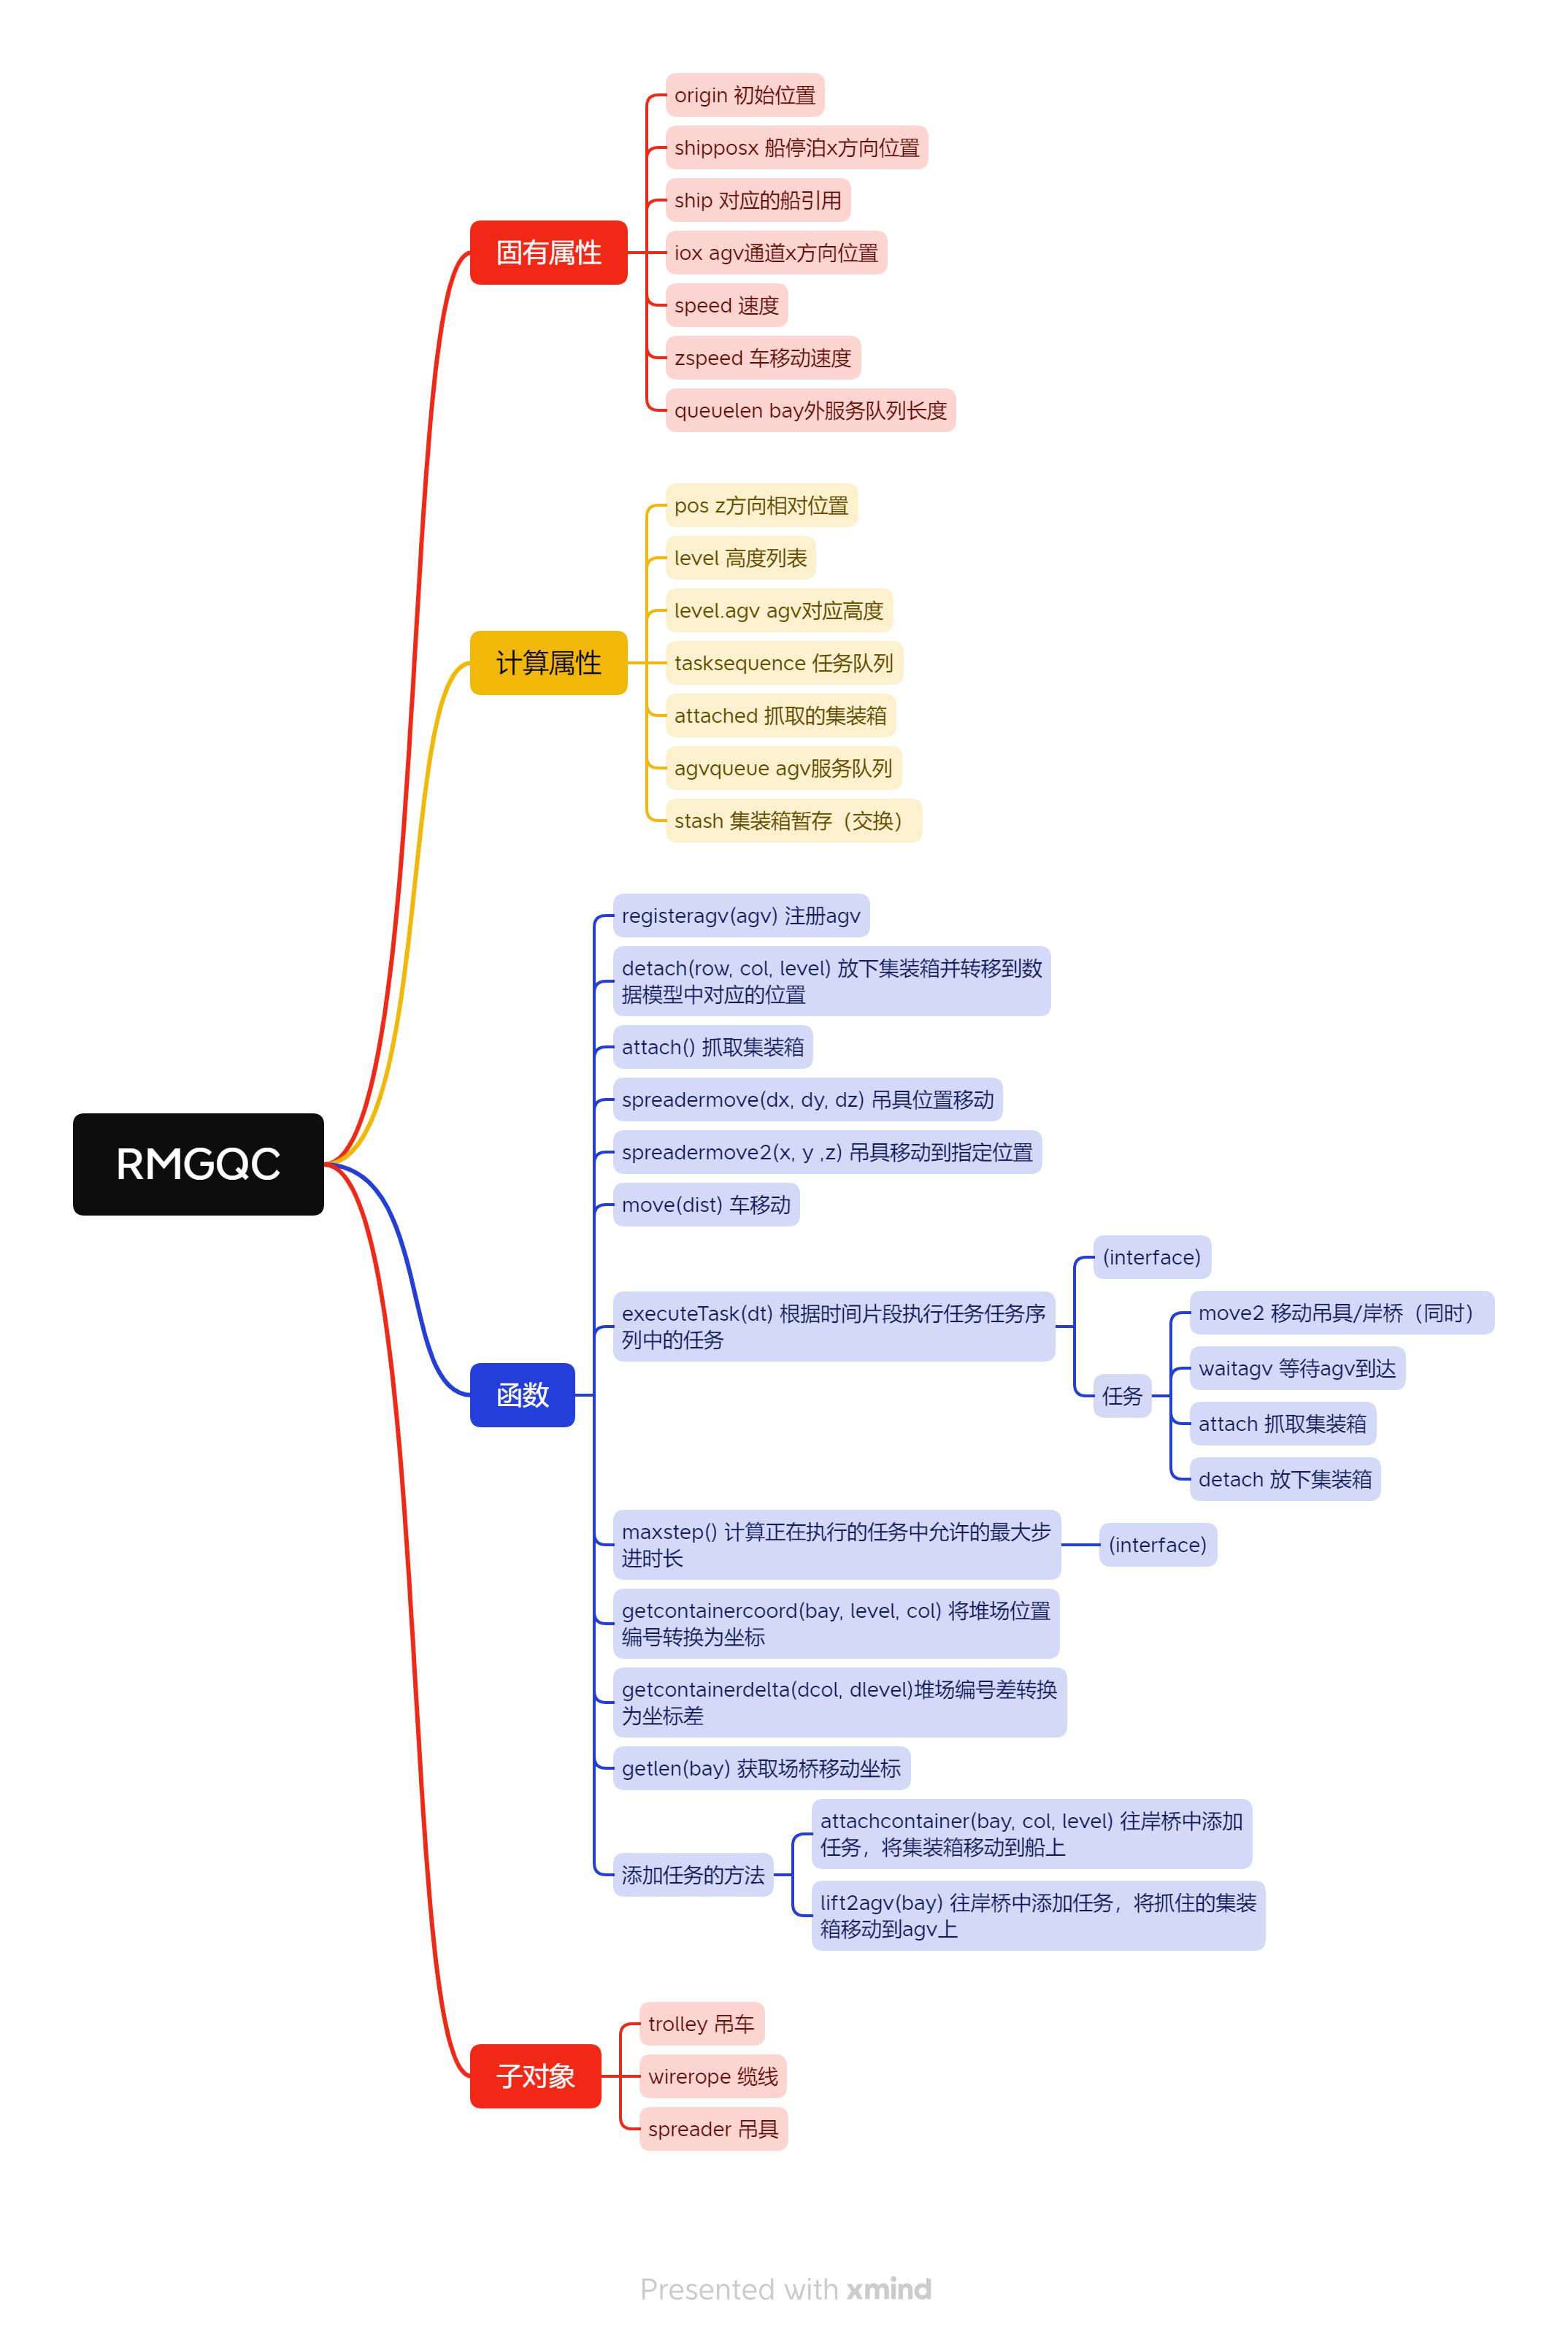 origin 初始位置
shipposx 船停泊x方向位置
ship 对应的船引用
iox agv通道x方向位置
speed 速度
zspeed 车移动速度
queuelen bay外服务队列长度
固有属性
pos z方向相对位置
level 高度列表
level.agv agv对应高度
tasksequence 任务队列
attached 抓取的集装箱
agvqueue agv服务队列
stash 集装箱暂存（交换）
计算属性
RMGQC
registeragv(agv) 注册agv
detach(row, col, level) 放下集装箱并转移到数
据模型中对应的位置
attach() 抓取集装箱
spreadermove(dx, dy, dz) 吊具位置移动
spreadermove2(x, y ,z) 吊具移动到指定位置
move(dist) 车移动
executeTask(dt) 根据时间片段执行任务任务序
列中的任务
(interface)
任务
move2 移动吊具/岸桥（同时）
waitagv 等待agv到达
attach 抓取集装箱
detach 放下集装箱
函数
maxstep() 计算正在执行的任务中允许的最大步
进时长
(interface)
getcontainercoord(bay, level, col) 将堆场位置
编号转换为坐标
getcontainerdelta(dcol, dlevel)堆场编号差转换
为坐标差
getlen(bay) 获取场桥移动坐标
添加任务的方法
attachcontainer(bay, col, level) 往岸桥中添加
任务，将集装箱移动到船上
lift2agv(bay) 往岸桥中添加任务，将抓住的集装
箱移动到agv上
子对象
trolley 吊车
wirerope 缆线
spreader 吊具
Presented with xmind